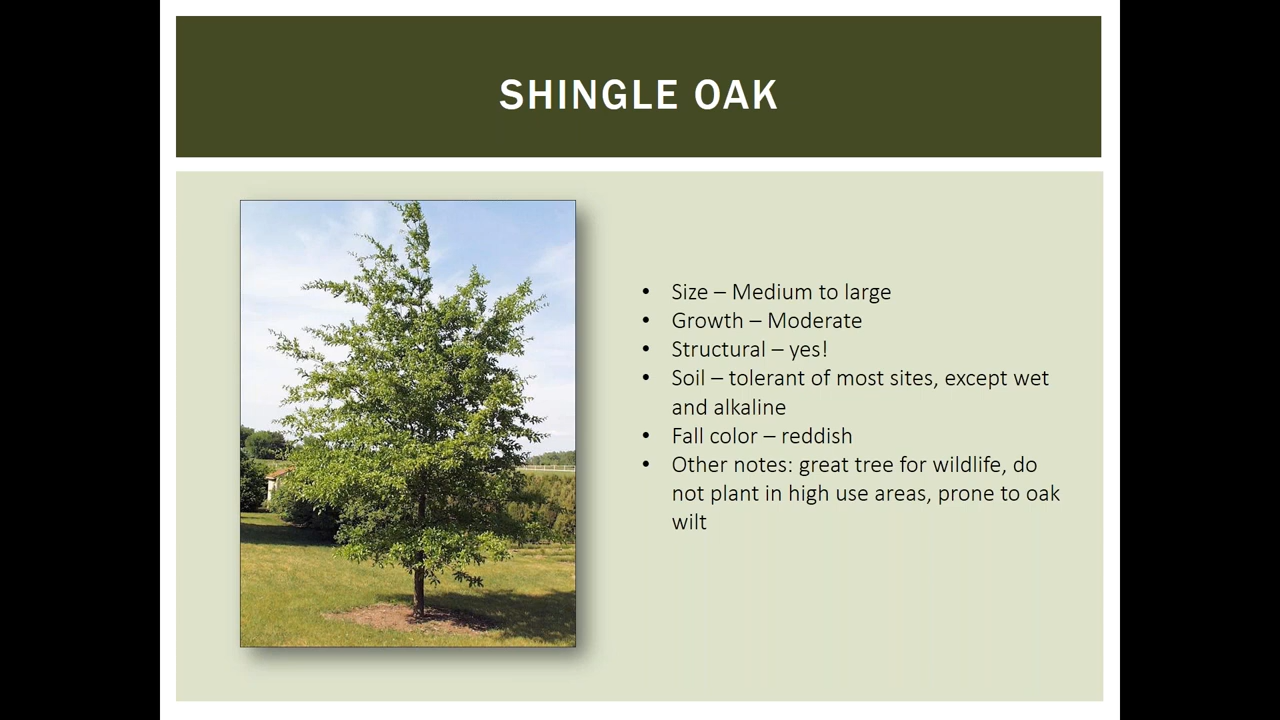 SHINGLE OAK
• Size – Medium to large
• Growth – Moderate
• Structural – yes!
• Soil – tolerant of most sites, except wet
and alkaline
• Fall color – reddish
• Other notes: great tree for wildlife, do
not plant in high use areas, prone to oak
wilt